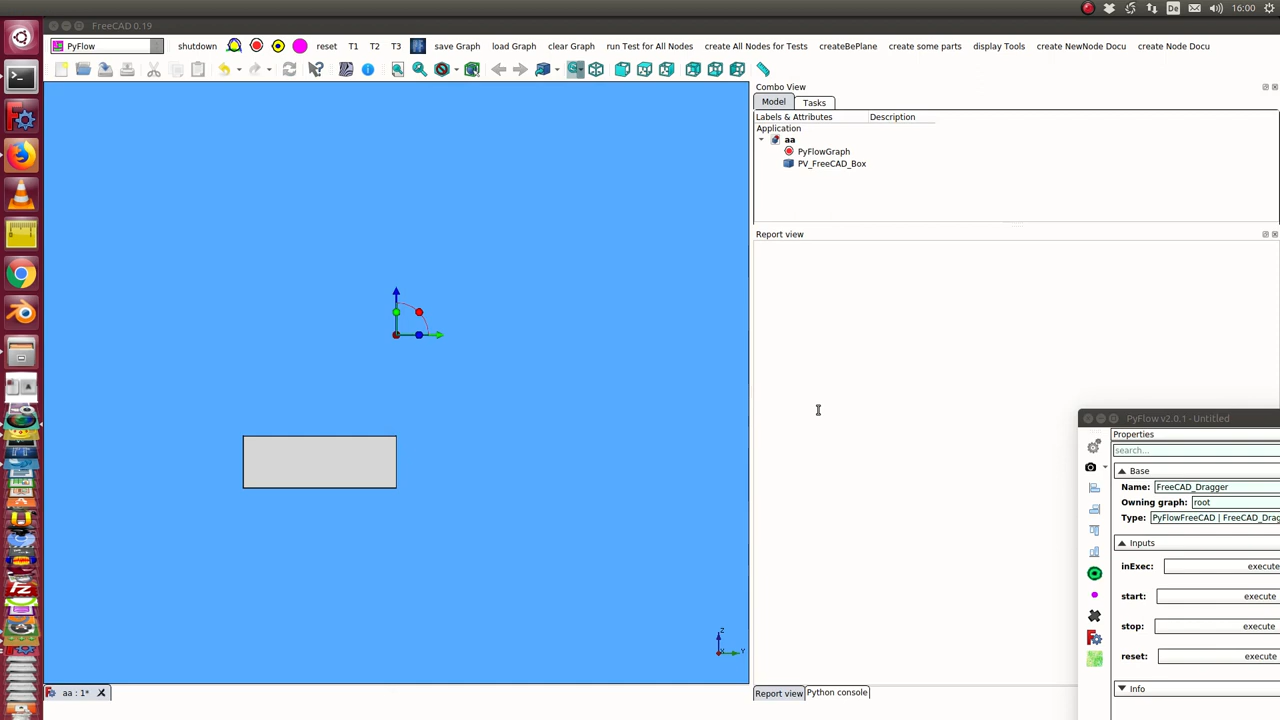 De
16:00
FreeCAD 0.19
PyFlow
shutdown
reset
T1
T2
T3
save Graph
load Graph
clear Graph
run Test for All Nodes
create All Nodes for Tests
createBePlane
create some parts
display Tools
create NewNode Docu
create Node Docu
Combo View
Model
Tasks
Labels & Attributes
Description
Application
aa
PyFlowGraph
PV_FreeCAD_Box
Report view
PyFlow v2.0.1 - Untitled
Properties
search...
Base
Name: FreeCAD_Dragger
Owning graph: root
Type: PyFlowFreeCAD | FreeCAD_Drag
Inputs
inExec: execute
start: execute
stop: execute
reset: execute
Info
Z
Y
aa : 1*
Report view
Python console